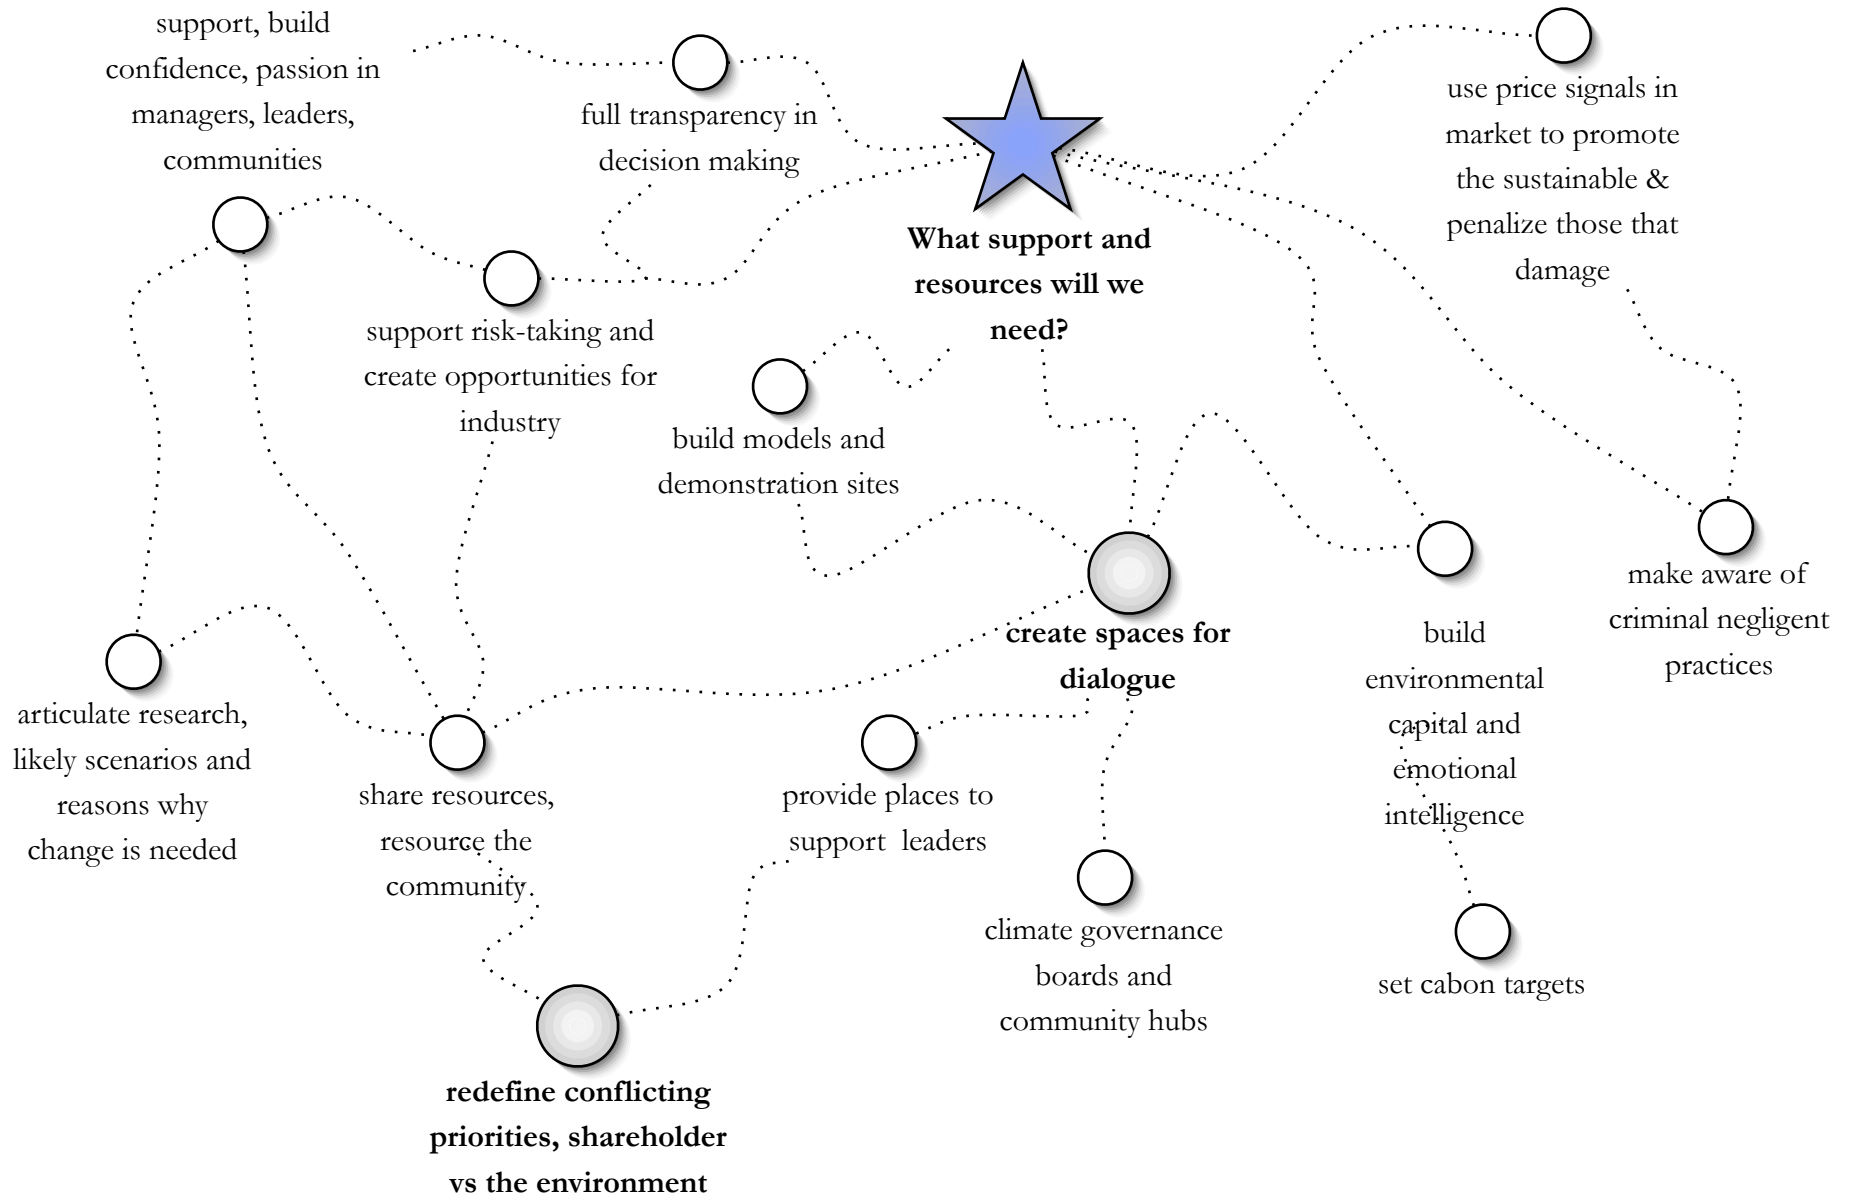 support, build
confidence, passion in
managers, leaders,
communities
full transparency in
decision making
use price signals in
market to promote
the sustainable &
penalize those that
damage
What support and
resources will we
need?
support risk-taking and
create opportunities for
industry
build models and
demonstration sites
make aware of
criminal negligent
practices
create spaces for
dialogue
build
environmental
capital and
emotional
intelligence
articulate research,
likely scenarios and
reasons why
change is needed
share resources,
resource the
community
provide places to
support  leaders
climate governance
boards and
community hubs
set cabon targets
redefine conflicting
priorities, shareholder
vs the environment